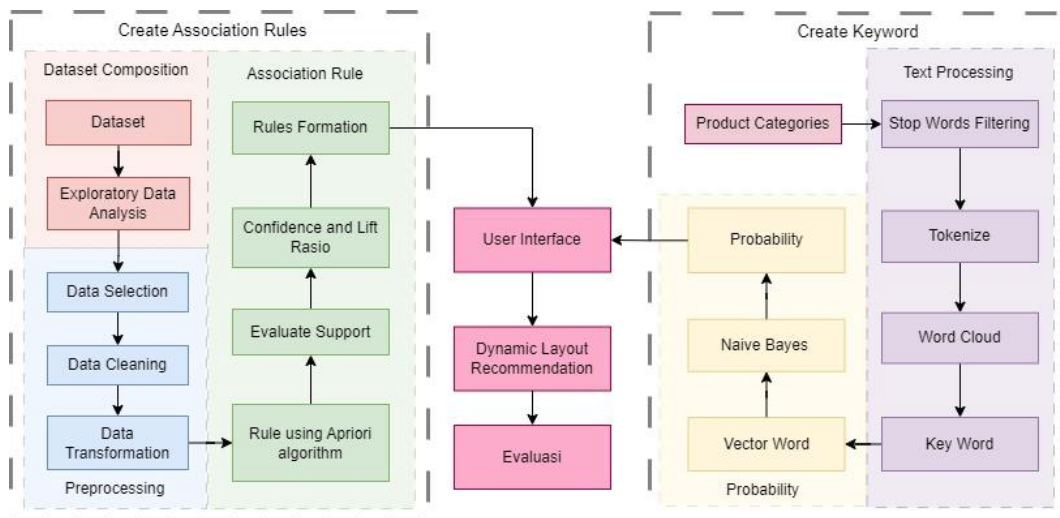 Create Association Rules
Dataset Composition
Dataset
Exploratory Data
Analysis
Data Selection
Data Cleaning
Data
Transformation
Preprocessing
Association Rule
Rules Formation
Confidence and Lift
Rasio
Evaluate Support
Rule using Apriori
algorithm
User Interface
Dynamic Layout
Recommendation
Evaluasi
Create Keyword
Product Categories
Text Processing
Stop Words Filtering
Tokenize
Word Cloud
Key Word
Probability
Naive Bayes
Vector Word
Probability